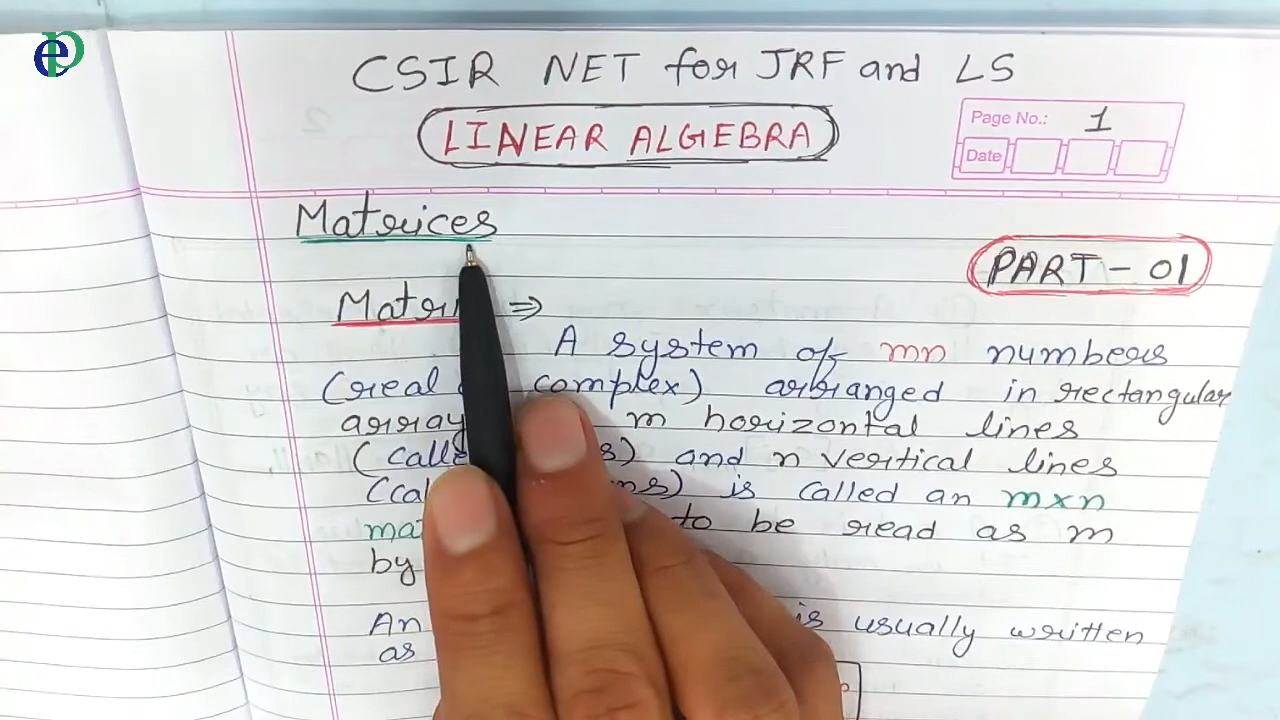 ep
CSIR NET for JRF and LS
LINEAR ALGEBRA
Page No.: 1
Date
Matrices
PART - 01
⇒
A system of mn numbers
(real complex) arranged in rectangular
array m horizontal lines
( and n vertical lines
is called an m×n
to be read as m
by
An is usually written
as